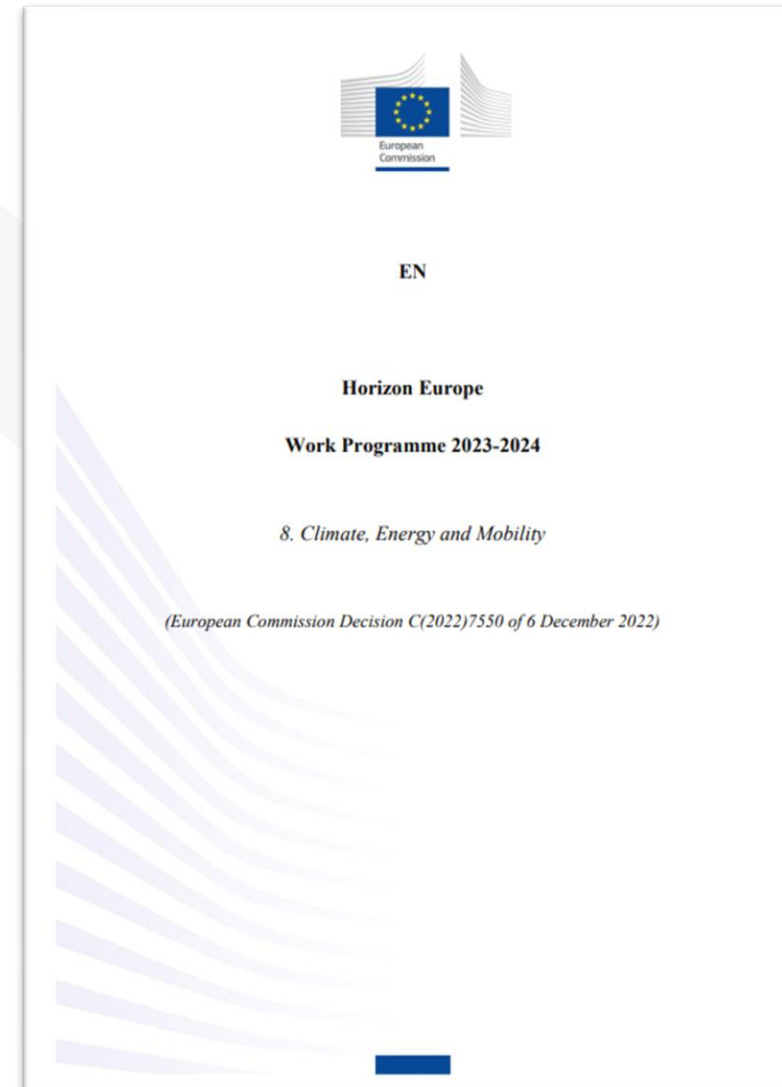 European
Commission
EN
Horizon Europe
Work Programme 2023-2024
8. Climate, Energy and Mobility
(European Commission Decision C(2022)7550 of 6 December 2022)